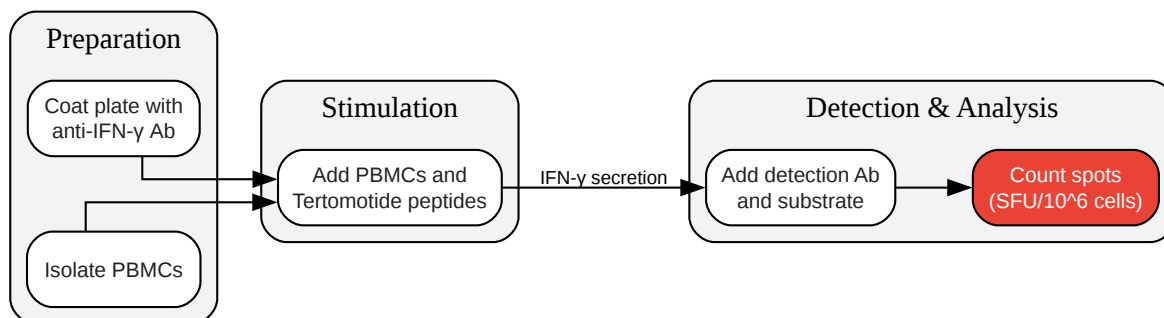 Preparation
Coat plate with
anti-IFN-γ Ab
Isolate PBMCs
Stimulation
Add PBMCs and
Tertomotide peptides
IFN-γ secretion
Detection & Analysis
Add detection Ab
and substrate
Count spots
(SFU/10^6 cells)